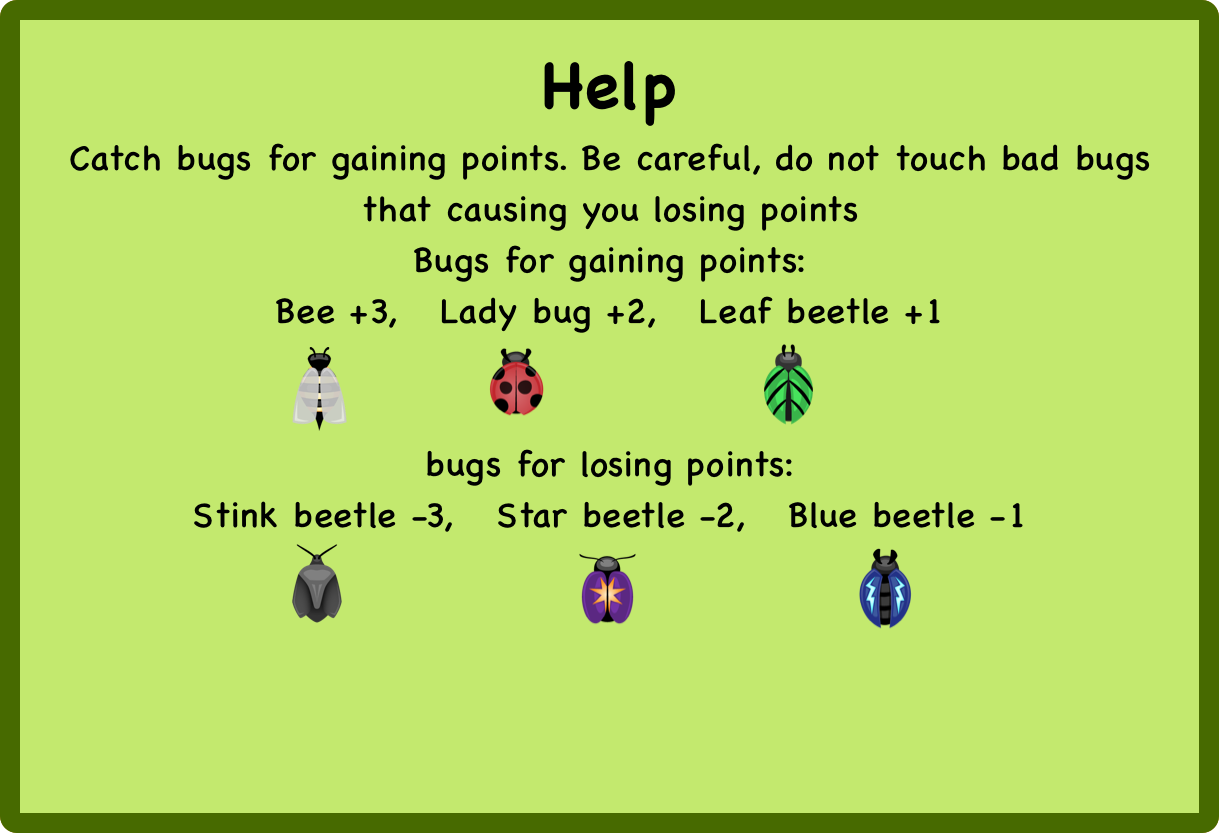 Help
Catch bugs for gaining points. Be careful, do not touch bad bugs
that causing you losing points
Bugs for gaining points:
Bee +3, Lady bug +2, Leaf beetle +1
bugs for losing points:
Stink beetle -3, Star beetle -2, Blue beetle -1